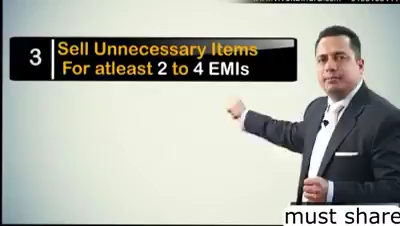 3
Sell Unnecessary Items
For atleast 2 to 4 EMIs
must share